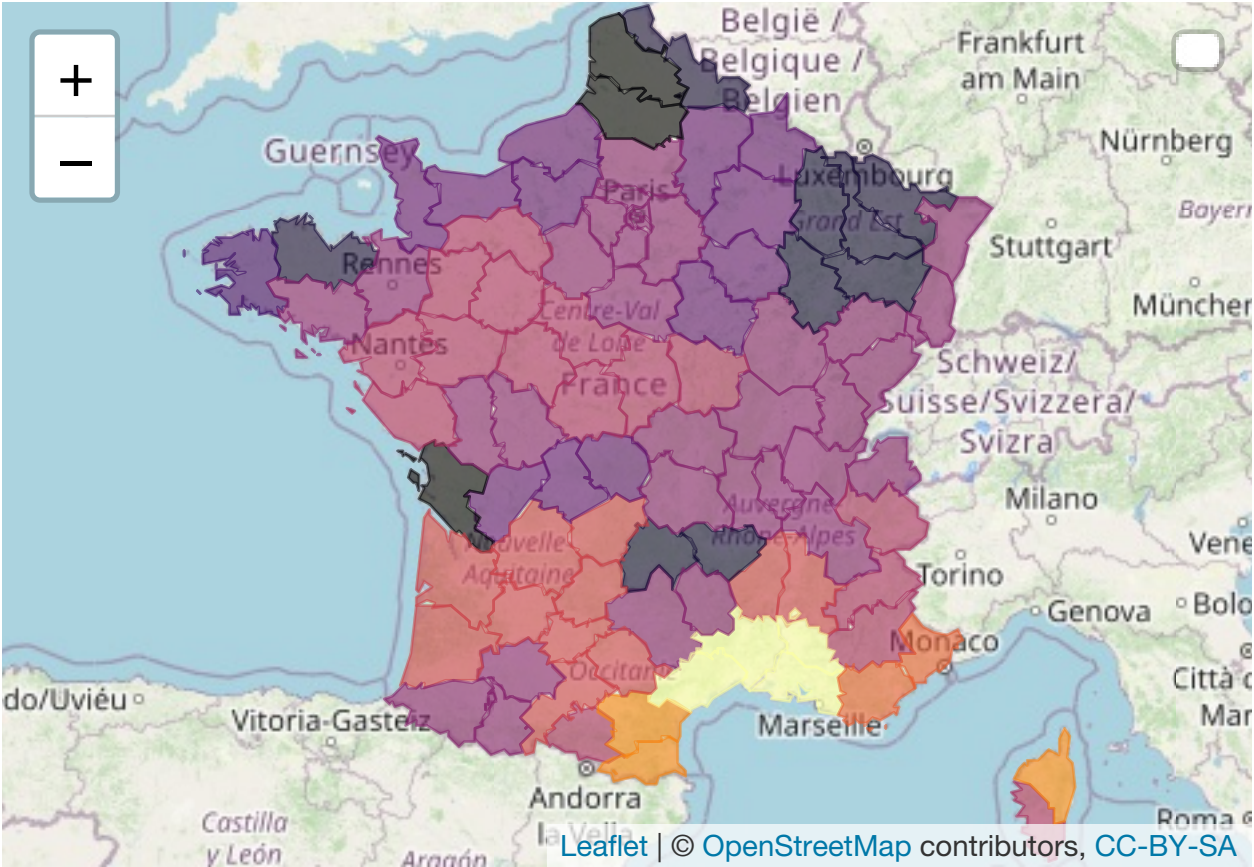 +
−
België /
Belgique /
Belgien
Frankfurt
am Main
Nürnberg
Guernsey
Luxembourg
Paris
Bayern
Grand Est
Stuttgart
Rennes
München
Centre-Val
de Loire
Nantes
Schweiz/
Suisse/Svizzera/
Svizra
France
Milano
Auvergne
Rhône-Alpes
Nouvelle
Aquitaine
Vene
Torino
Genova
Bolo
Monaco
Occitanie
Città d
Mar
do/Uviéu
Vitoria-Gasteiz
Marseille
Andorra
la Vella
Castilla
y León
Aragón
Roma
Leaflet | © OpenStreetMap contributors, CC-BY-SA